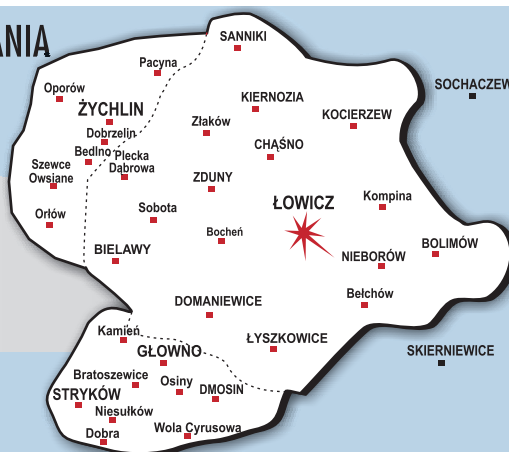 ANIA
SANNIKI
Pacyna
Oporów
ŻYCHLIN
KIERNOZIA
SOCHACZEW
KOCIERZEW
Złaków
Dobrzelin
CHĄŚNO
Bedlno
Plecka
Dąbrowa
Szewce
Owsiane
ZDUNY
Kompina
ŁOWICZ
Orłów
Sobota
Bocheń
BOLIMÓW
BIELAWY
NIEBORÓW
Bełchów
DOMANIEWICE
Kamień
ŁYSZKOWICE
GŁOWNO
SKIERNIEWICE
Bratoszewice
Osiny
DMOSIN
STRYKÓW
Niesułków
Dobra
Wola Cyrusowa